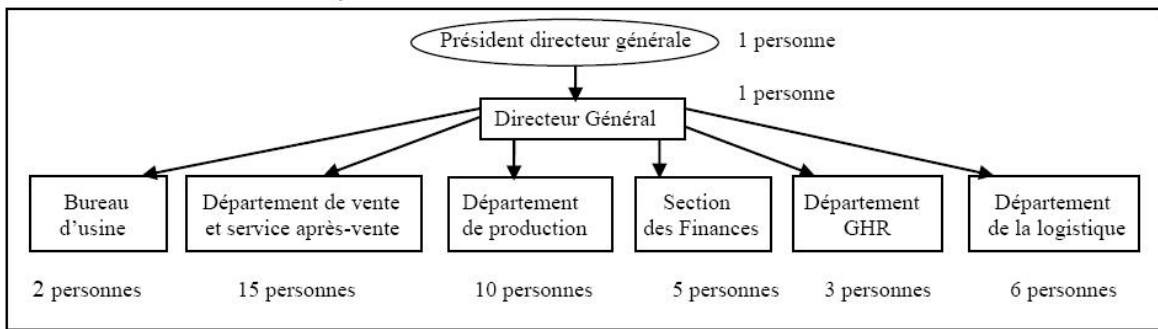 Président directeur générale
1 personne
1 personne
Directeur Général
Bureau
d'usine
Département de vente
et service après-vente
Département
de production
Section
des Finances
Département
GHR
Département
de la logistique
2 personnes
15 personnes
10 personnes
5 personnes
3 personnes
6 personnes